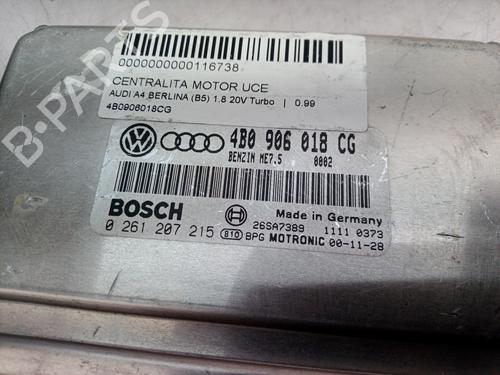 0000000000116738
CENTRALITA MOTOR UCE
AUDI A4 BERLINA (B5) 1.8 20V Turbo | 0.99
4B0906018CG
4B0 906 018 CG
BENZIN ME7.5 0002
BOSCH
Made in Germany
26SA7389 1111 0373
0 261 207 215 810 BPG MOTRONIC 00-11-28
B-PARTS